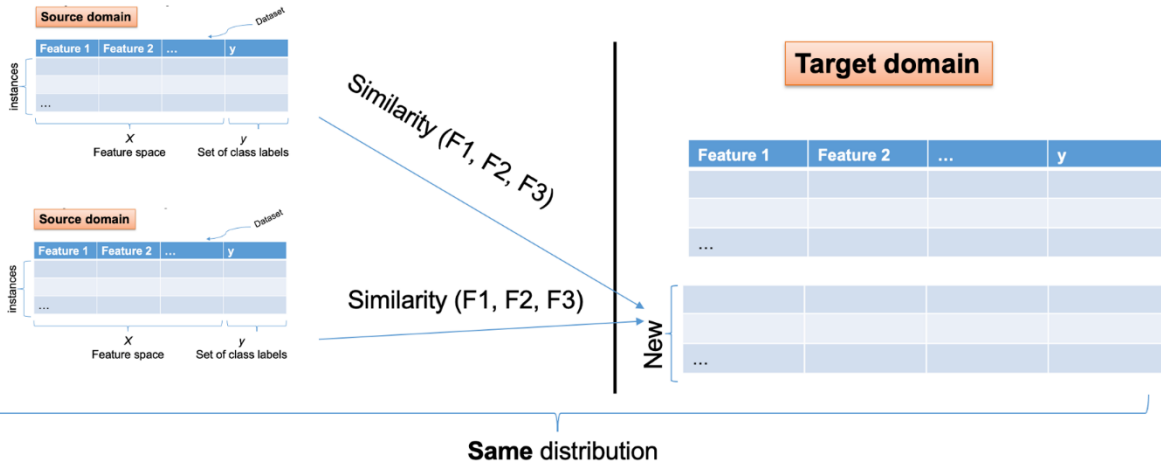 Source domain
Dataset
Feature 1 Feature 2 ... y
instances
...
X
Feature space
y
Set of class labels
Source domain
Dataset
Feature 1 Feature 2 ... y
instances
...
X
Feature space
y
Set of class labels
Similarity (F1, F2, F3)
Similarity (F1, F2, F3)
Target domain
Feature 1 Feature 2 ... y
...
New
...
Same distribution